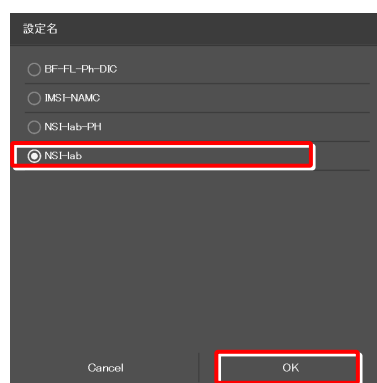 設定名
BF-FL-Ph-DIC
IMSI-NAMC
NSI-lab-PH
NSI-lab
Cancel
OK